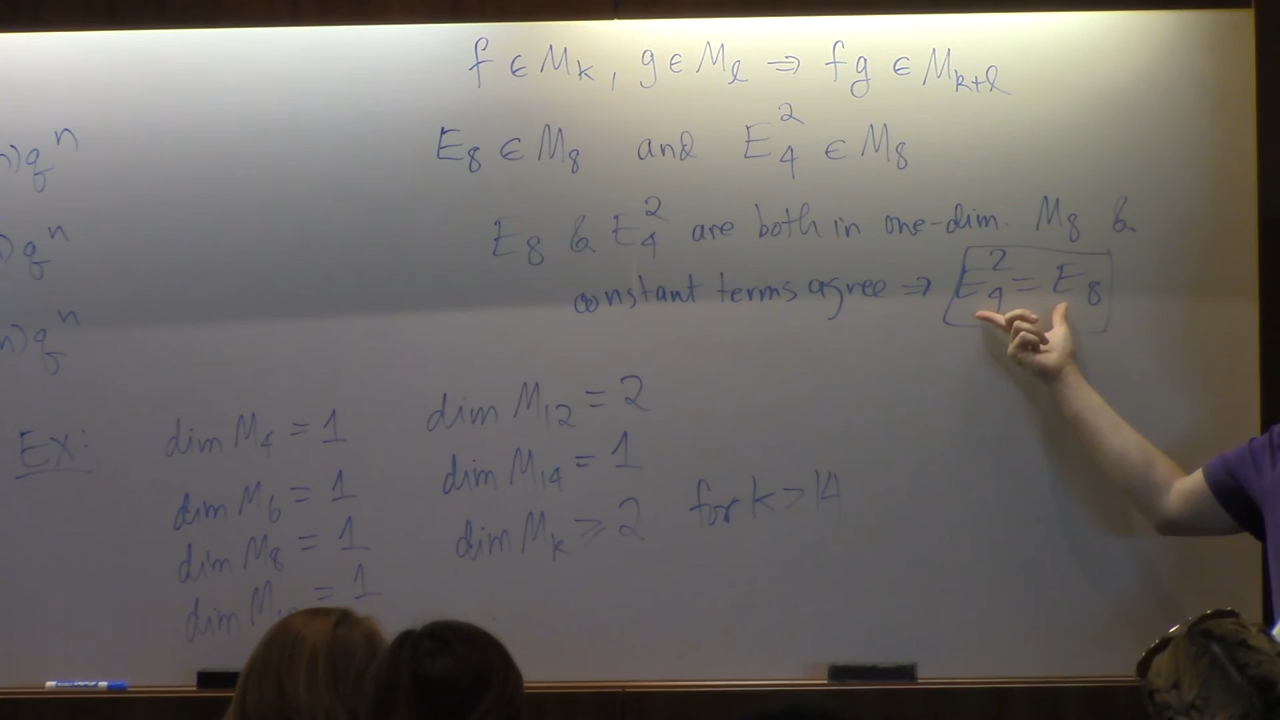 f ∈ M_k, g ∈ M_ℓ ⇒ fg ∈ M_{k+ℓ}
n)q^n
E_8 ∈ M_8 and E_4^2 ∈ M_8
)q^n
E_8 & E_4^2 are both in one-dim. M_8 &
constant terms agree ⇒ E_4^2 = E_8
n)q^n
EX:
dim M_4 = 1
dim M_6 = 1
dim M_8 = 1
dim M_1 = 1
dim M_12 = 2
dim M_14 = 1
dim M_k ≥ 2 for k > 14